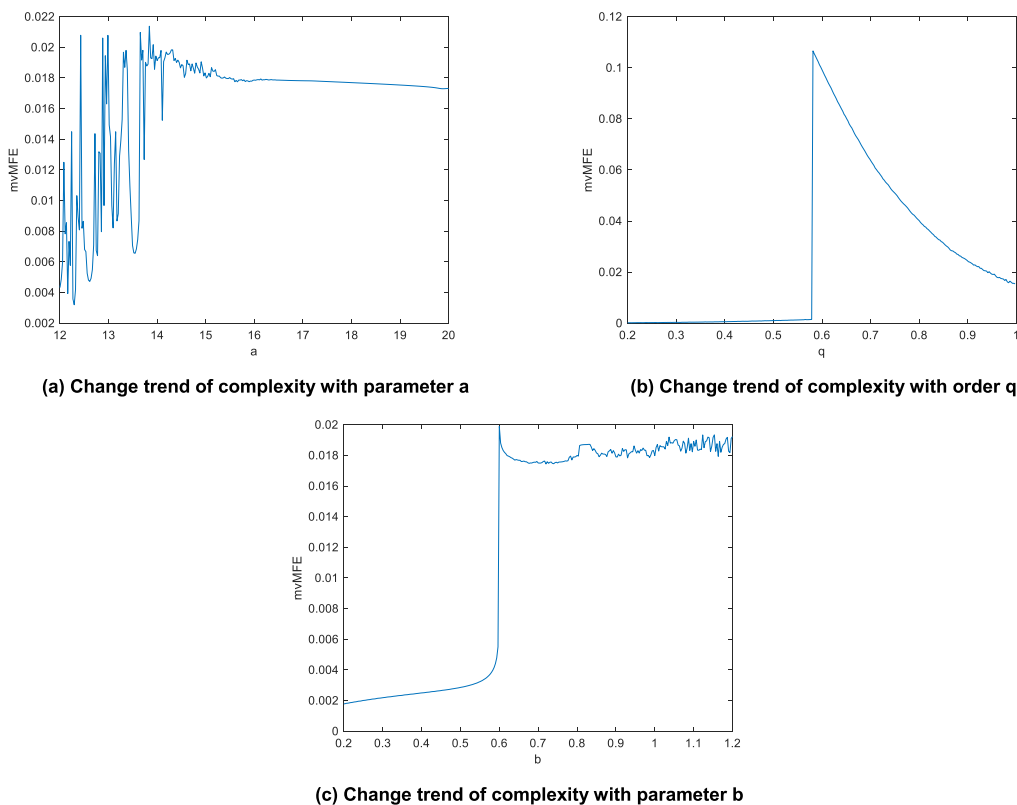 0.022
0.02
0.018
0.016
0.014
0.012
0.01
0.008
0.006
0.004
0.002
mvMFE
12 13 14 15 16 17 18 19 20
a
(a) Change trend of complexity with parameter a
0.12
0.1
0.08
0.06
0.04
0.02
0
mvMFE
0.2 0.3 0.4 0.5 0.6 0.7 0.8 0.9 1
q
(b) Change trend of complexity with order q
0.02
0.018
0.016
0.014
0.012
0.01
0.008
0.006
0.004
0.002
0
mvMFE
0.2 0.3 0.4 0.5 0.6 0.7 0.8 0.9 1 1.1 1.2
b
(c) Change trend of complexity with parameter b